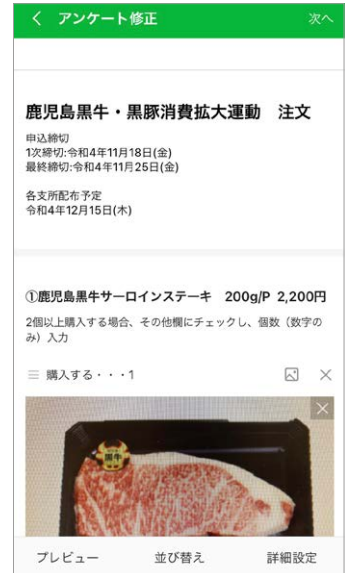 アンケート修正 次へ
鹿児島黒牛・黒豚消費拡大運動　注文
申込締切
1次締切:令和4年11月18日(金)
最終締切:令和4年11月25日(金)
各支所配布予定
令和4年12月15日(木)
①鹿児島黒牛サーロインステーキ　200g/P 2,200円
2個以上購入する場合、その他欄にチェックし、個数（数字の
み）入力
購入する・・・1
黒牛
プレビュー 並び替え 詳細設定